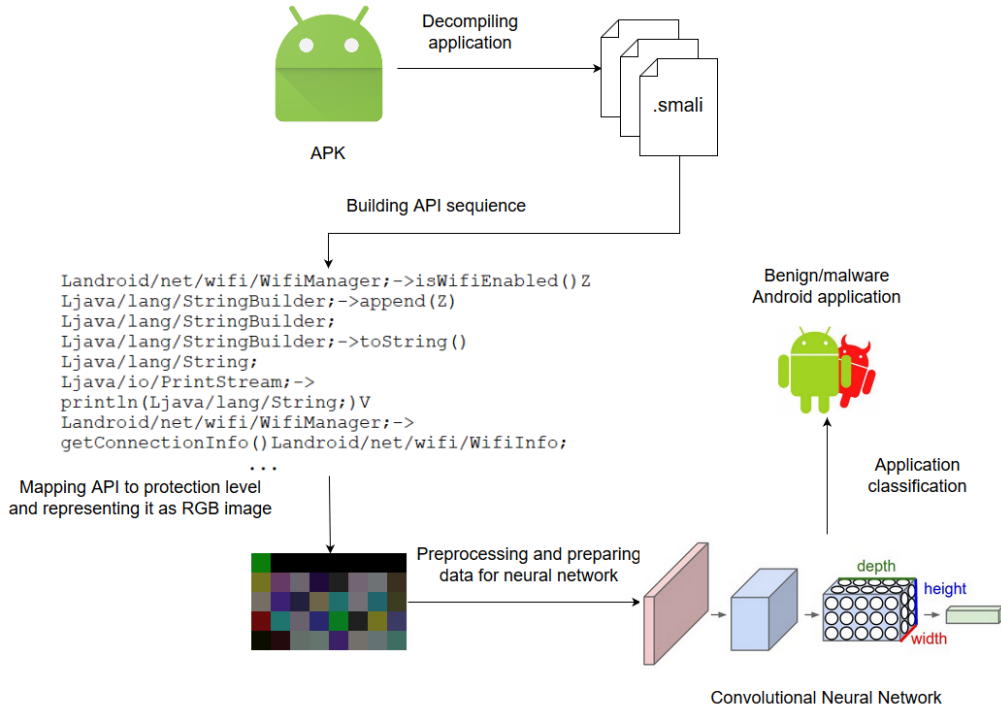 Decompiling
application
.smali
APK
Building API sequience
Landroid/net/wifi/WifiManager;->isWifiEnabled()Z
Ljava/lang/StringBuilder;->append(Z)
Ljava/lang/StringBuilder;
Ljava/lang/StringBuilder;->toString()
Ljava/lang/String;
Ljava/io/PrintStream;->
println(Ljava/lang/String;)V
Landroid/net/wifi/WifiManager;->
getConnectionInfo()Landroid/net/wifi/WifiInfo;
...
Benign/malware
Android application
Mapping API to protection level
and representing it as RGB image
Application
classification
Preprocessing and preparing
data for neural network
depth
height
width
Convolutional Neural Network